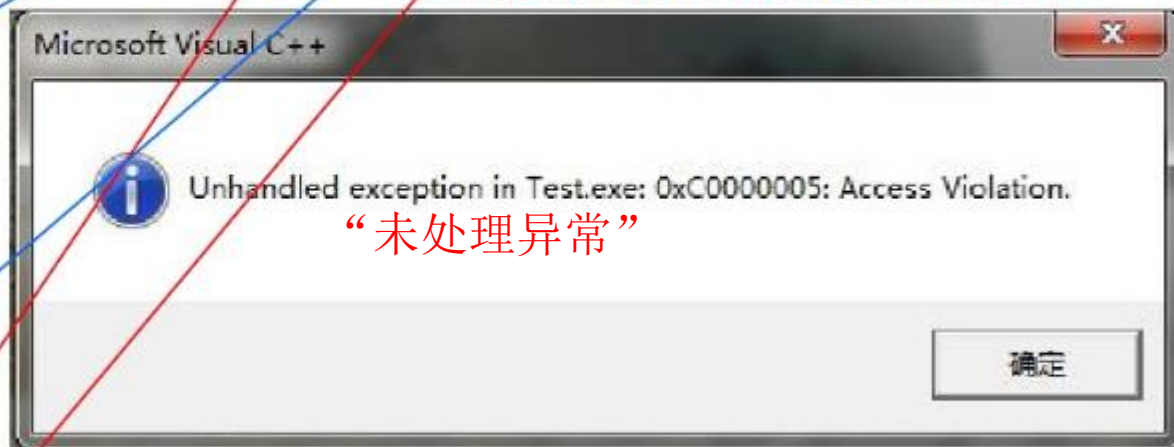 Microsoft Visual C++
Unhandled exception in Test.exe: 0xC0000005: Access Violation.
“未处理异常”
确定